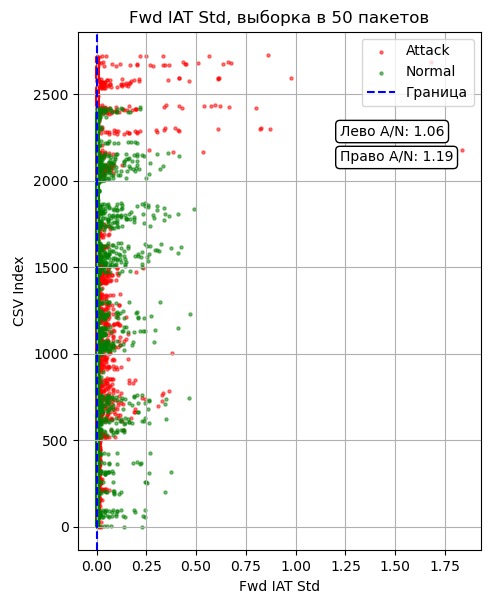 Fwd IAT Std, выборка в 50 пакетов
Attack
Normal
Граница
Лево A/N: 1.06
Право A/N: 1.19
CSV Index
2500
2000
1500
1000
500
0
0.00 0.25 0.50 0.75 1.00 1.25 1.50 1.75
Fwd IAT Std